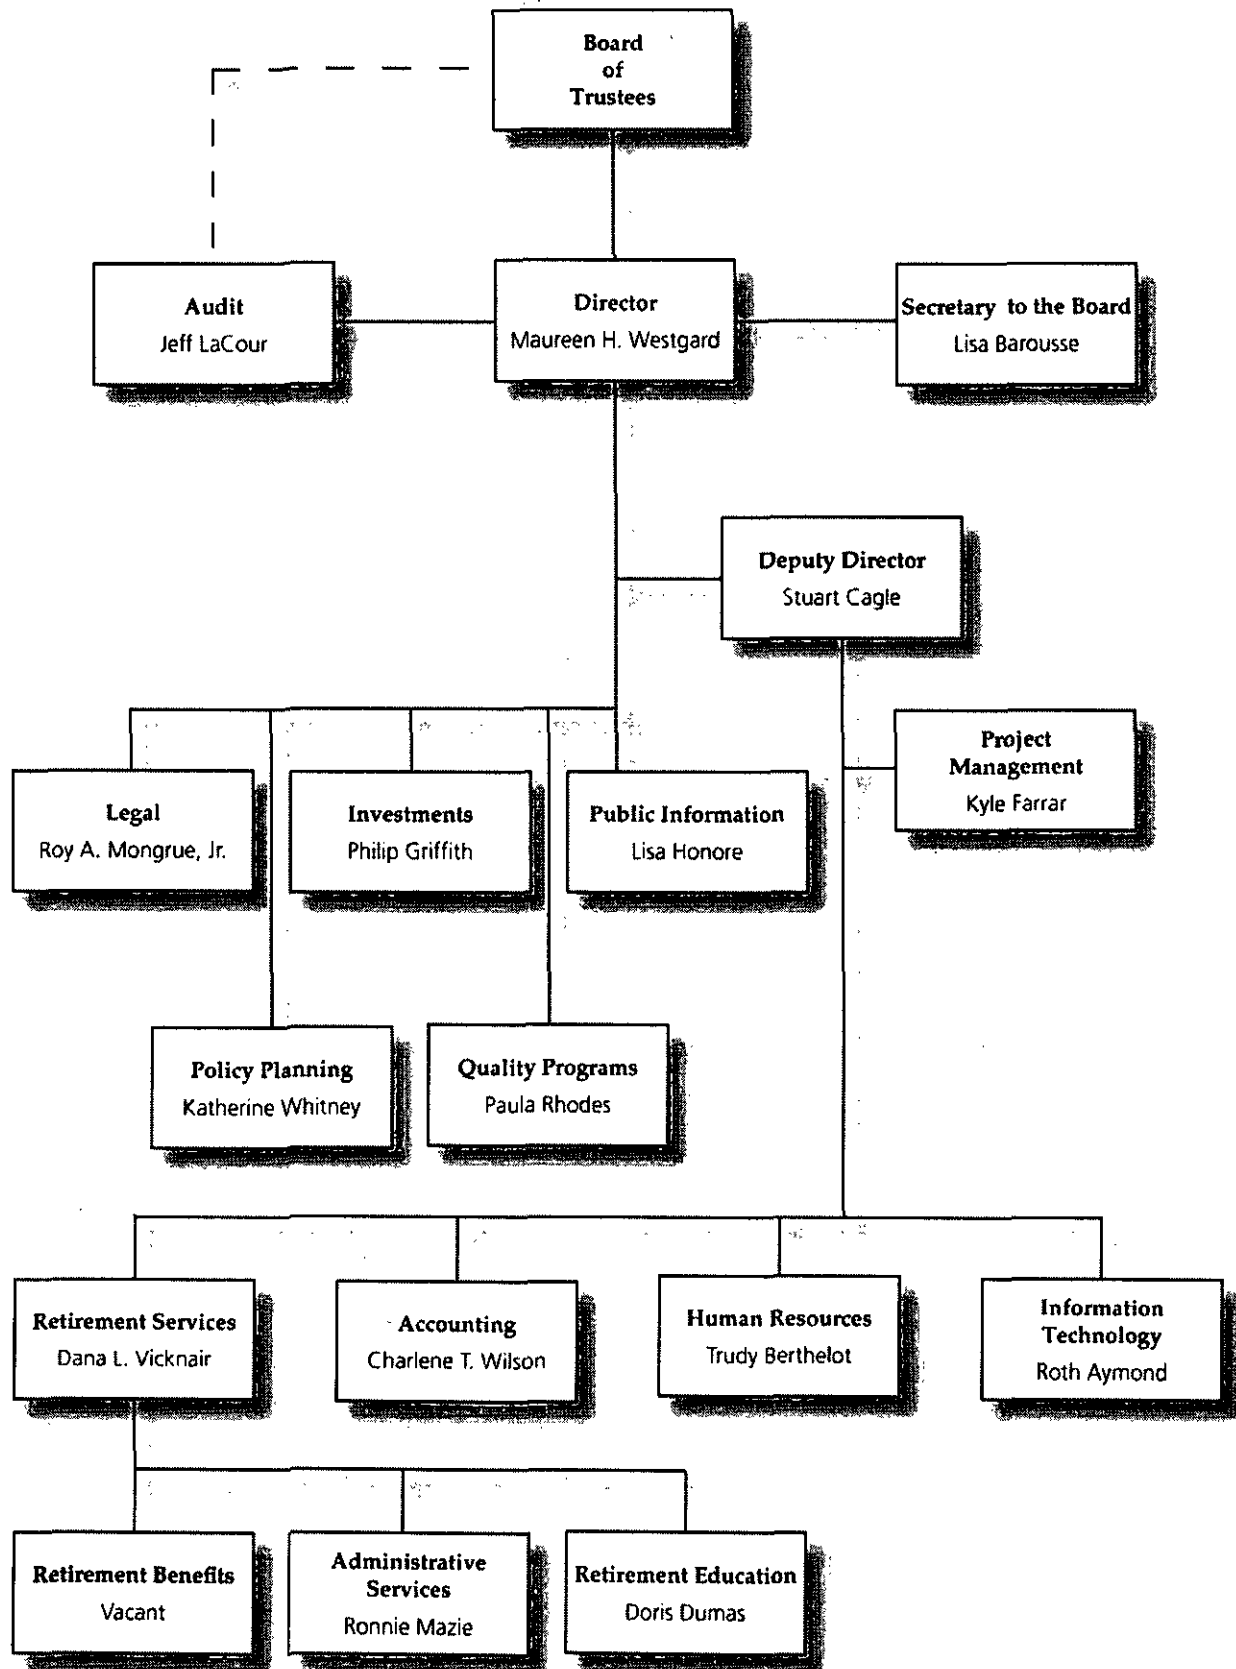 Board
of
Trustees
Audit
Jeff LaCour
Director
Maureen H. Westgard
Secretary to the Board
Lisa Barousse
Deputy Director
Stuart Cagle
Project
Management
Kyle Farrar
Legal
Roy A. Mongrue, Jr.
Investments
Philip Griffith
Public Information
Lisa Honore
Policy Planning
Katherine Whitney
Quality Programs
Paula Rhodes
Retirement Services
Dana L. Vicknair
Accounting
Charlene T. Wilson
Human Resources
Trudy Berthelot
Information
Technology
Roth Aymond
Retirement Benefits
Vacant
Administrative
Services
Ronnie Mazie
Retirement Education
Doris Dumas